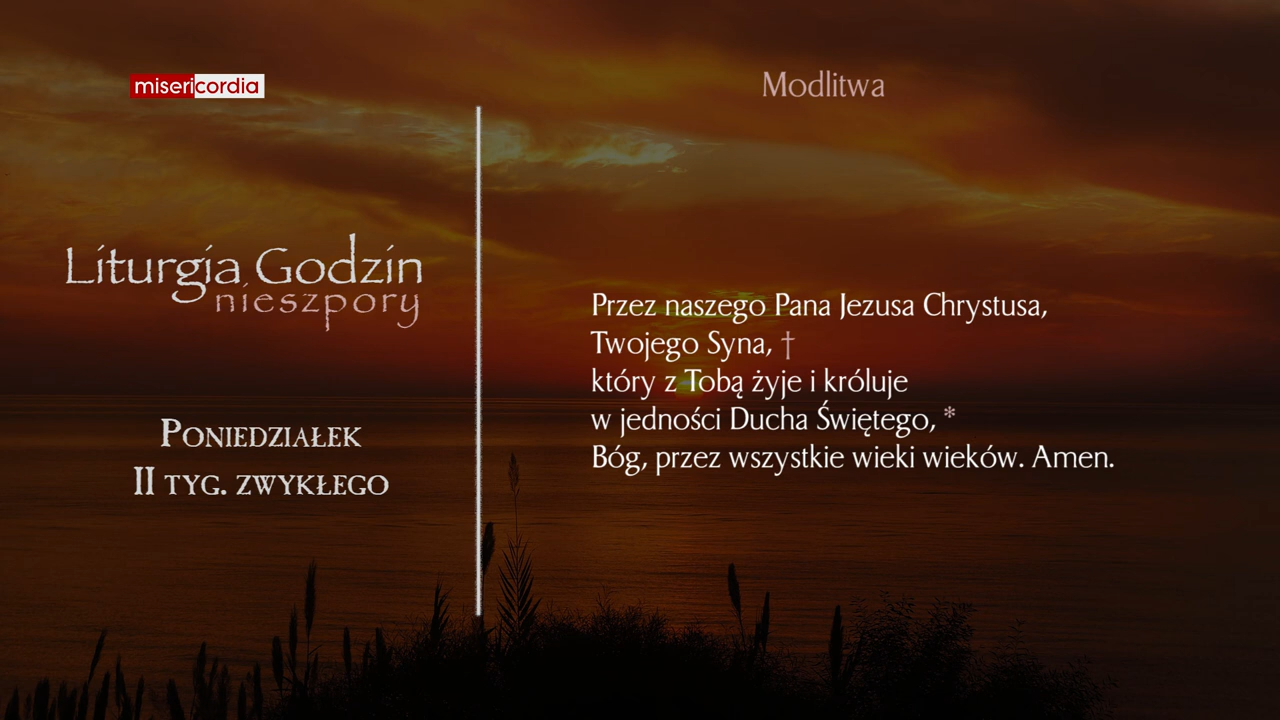 misericordia
Liturgia Godzin
nieszpory
Poniedziałek
II tyg. zwykłego
Modlitwa
Przez naszego Pana Jezusa Chrystusa,
Twojego Syna, †
który z Tobą żyje i króluje
w jedności Ducha Świętego, *
Bóg, przez wszystkie wieki wieków. Amen.